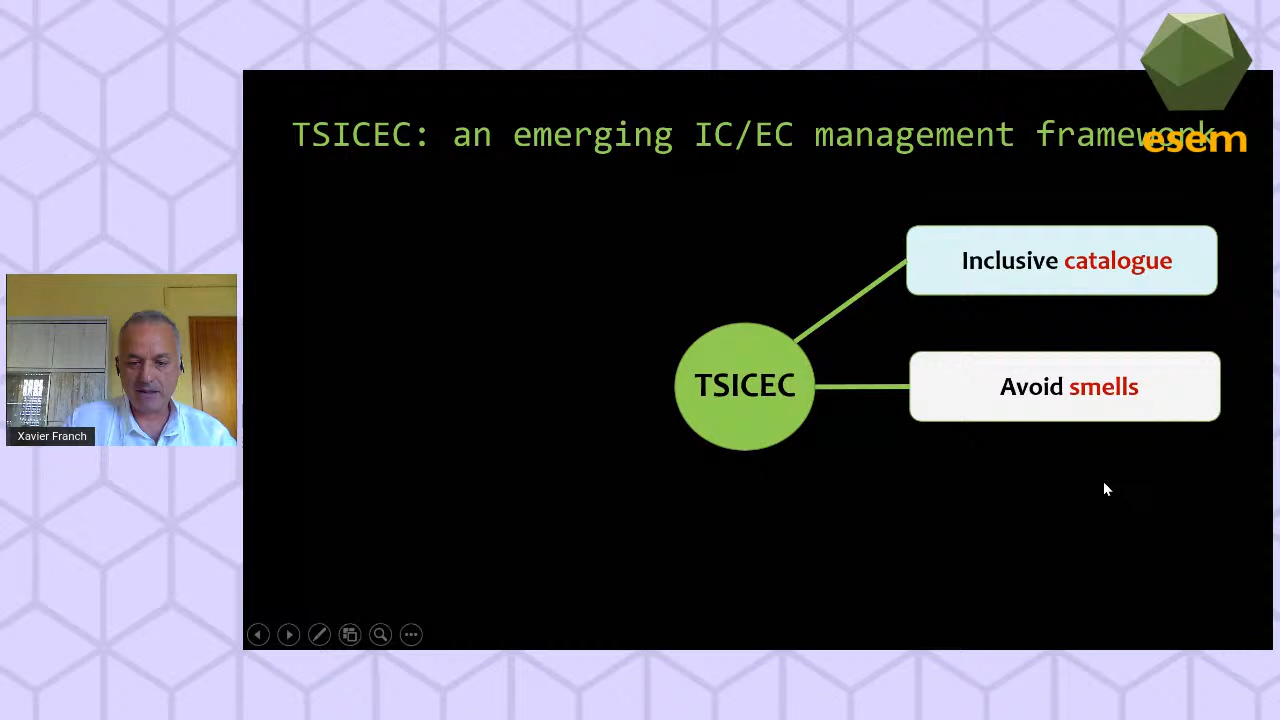 TSICEC: an emerging IC/EC management framework
esem
Inclusive catalogue
TSICEC
Avoid smells
Xavier Franch